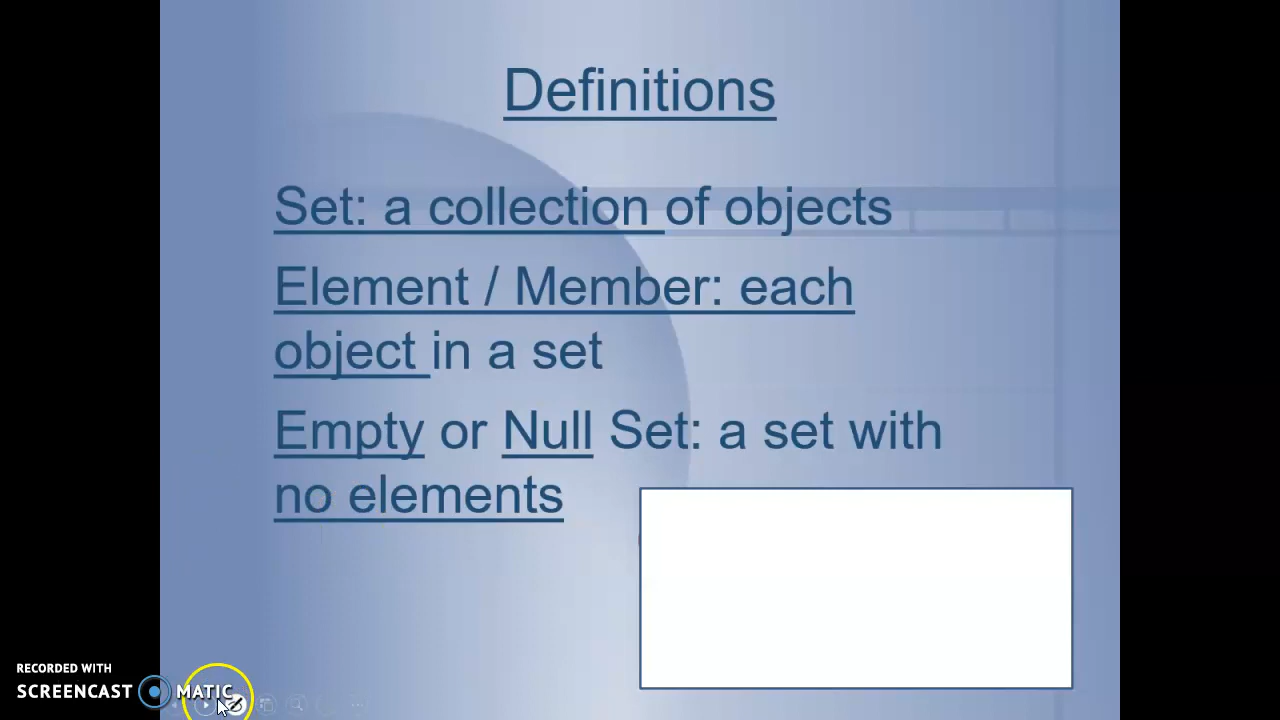 Definitions
Set: a collection of objects
Element / Member: each
object in a set
Empty or Null Set: a set with
no elements
RECORDED WITH
SCREENCAST MATIC